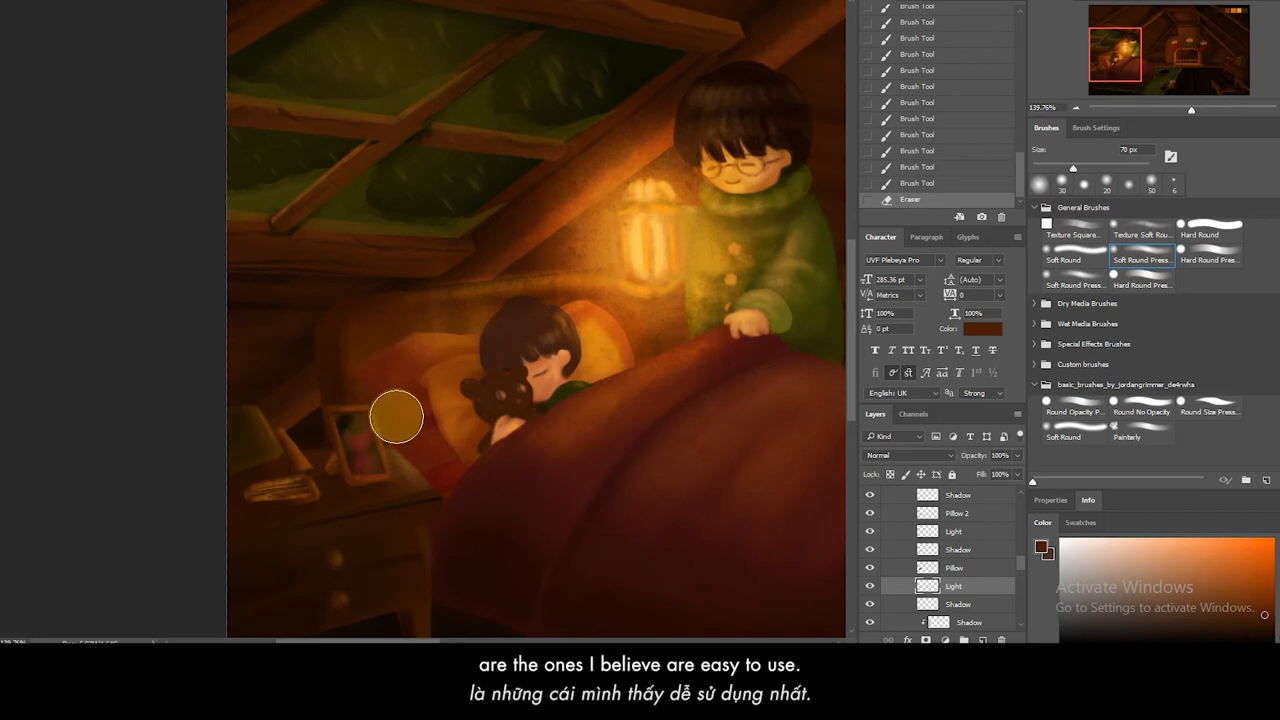 Brush Tool
Brush Tool
Brush Tool
Brush Tool
Brush Tool
Brush Tool
Brush Tool
Brush Tool
Brush Tool
Brush Tool
Brush Tool
Brush Tool
Eraser
139.76%
Brushes Brush Settings
Size: 70 px
30 20 50 6
General Brushes
Texture Square... Texture Soft Rou... Hard Round
Soft Round Soft Round Press... Hard Round Pres...
Soft Round Press... Hard Round Pres...
Dry Media Brushes
Wet Media Brushes
Special Effects Brushes
Custom brushes
basic_brushes_by_jordangrimmer_de4rwha
Round Opacity P... Round No Opacity Round Size Press...
Soft Round Painterly
Character Paragraph Glyphs
UVF Plebeya Pro Regular
285.36 pt (Auto)
Metrics 0
100% 100%
0 pt Color:
English: UK Strong
Layers Channels
Kind
Normal Opacity: 100%
Lock: Fill: 100%
Shadow
Pillow 2
Light
Shadow
Pillow
Light
Shadow
Shadow
Properties Info
Color Swatches
Activate Windows
Go to Settings to activate Windows.
are the ones I believe are easy to use.
là những cái mình thấy dễ sử dụng nhất.